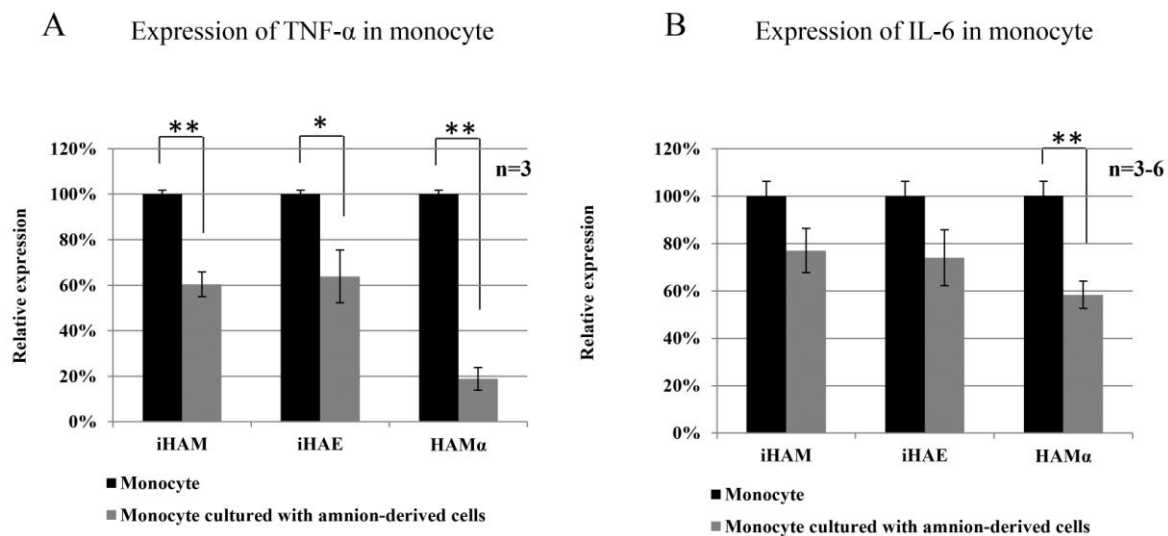 A
Expression of TNF-α in monocyte
** * **
n=3
Relative expression
120%
100%
80%
60%
40%
20%
0%
iHAM iHAE HAMα
Monocyte
Monocyte cultured with amnion-derived cells
B
Expression of IL-6 in monocyte
**
n=3-6
Relative expression
120%
100%
80%
60%
40%
20%
0%
iHAM iHAE HAMα
Monocyte
Monocyte cultured with amnion-derived cells